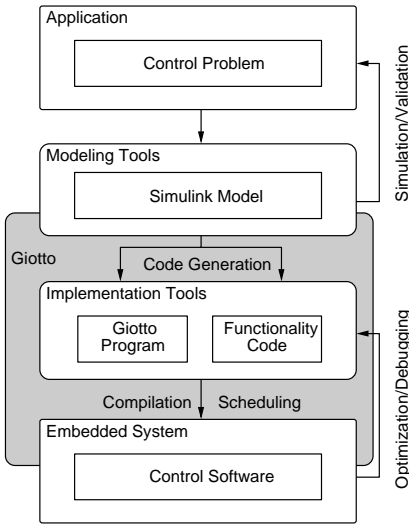 Application
Control Problem
Simulation/Validation
Modeling Tools
Simulink Model
Giotto
Code Generation
Implementation Tools
Giotto
Program
Functionality
Code
Optimization/Debugging
Compilation
Scheduling
Embedded System
Control Software